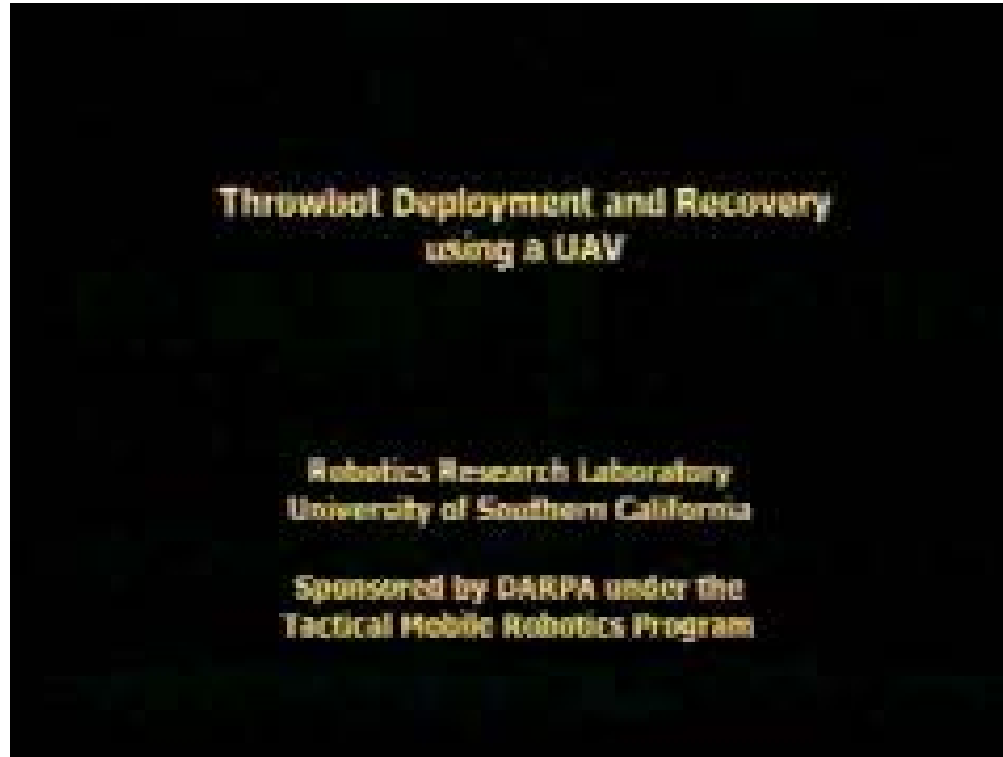 Throwbot Deployment and Recovery
using a UAV
Robotics Research Laboratory
University of Southern California
Sponsored by DARPA under the
Tactical Mobile Robotics Program